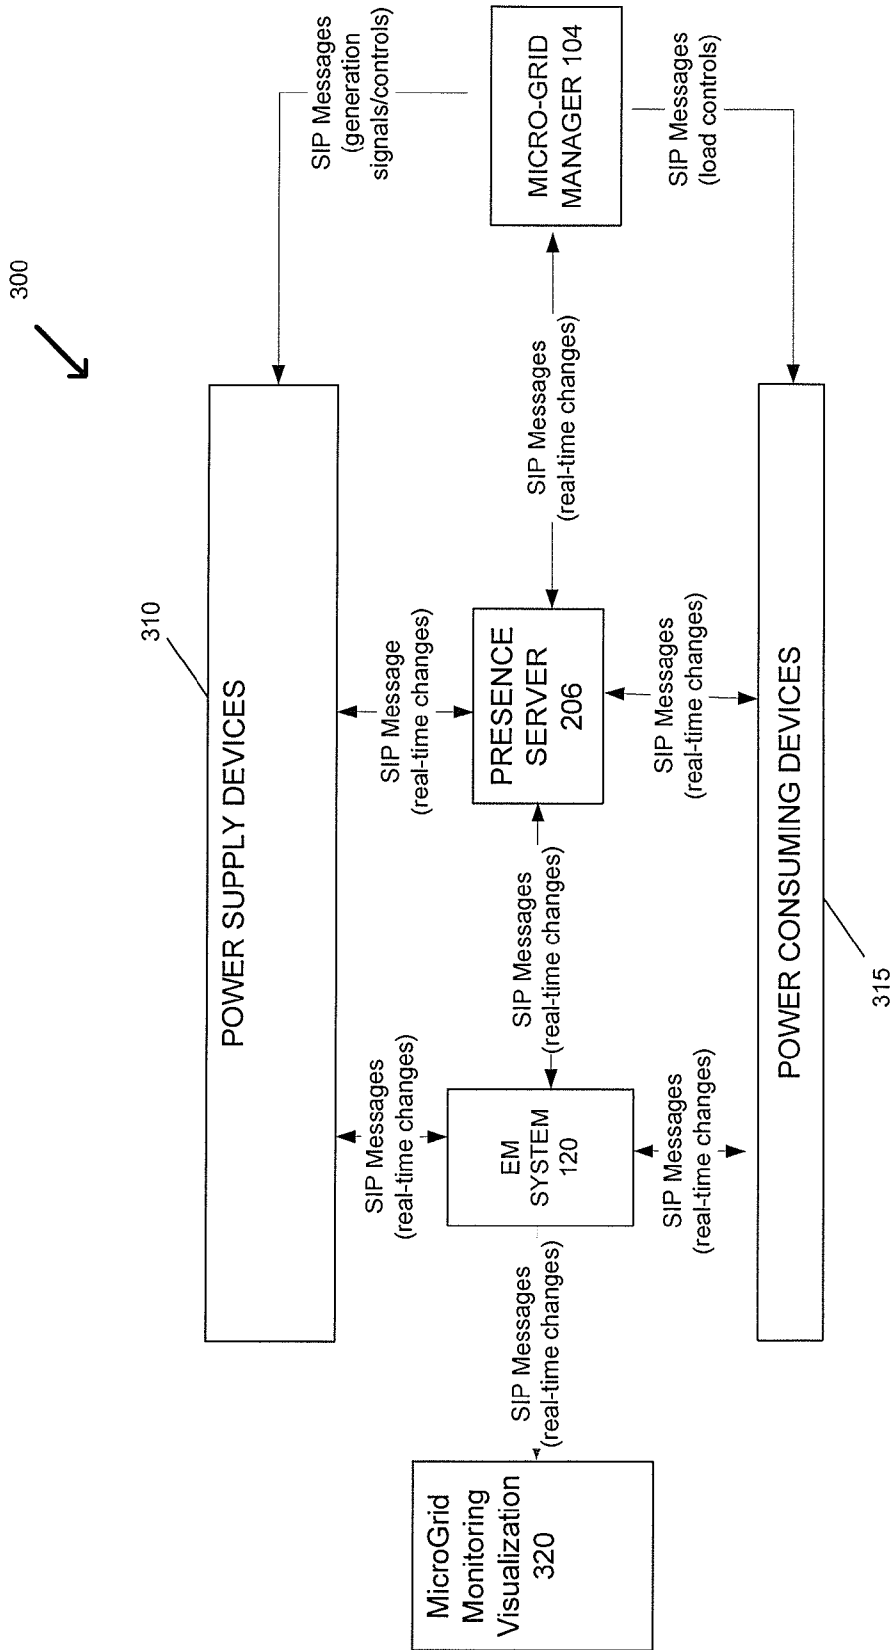 300
310
POWER SUPPLY DEVICES
SIP Messages
(generation
signals/controls)
SIP Messages
(real-time changes)
SIP Message
(real-time changes)
MicroGrid
Monitoring
Visualization
320
SIP Messages
(real-time changes)
EM
SYSTEM
120
SIP Messages
(real-time changes)
PRESENCE
SERVER
206
SIP Messages
(real-time changes)
MICRO-GRID
MANAGER 104
SIP Messages
(real-time changes)
SIP Messages
(real-time changes)
SIP Messages
(load controls)
POWER CONSUMING DEVICES
315